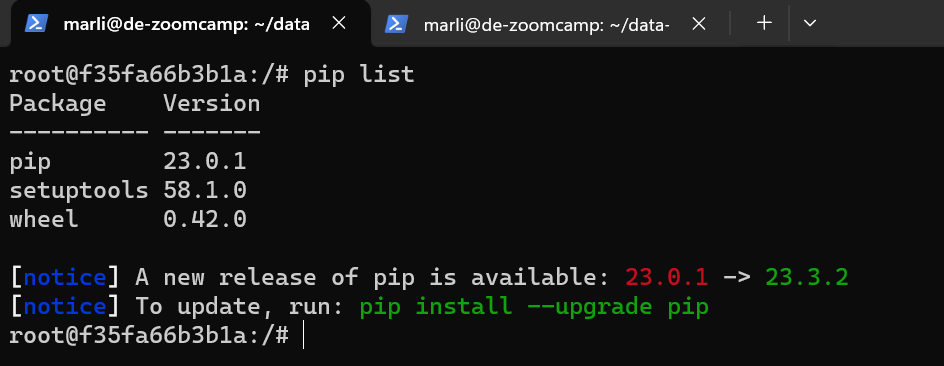 marli@de-zoomcamp: ~/data
marli@de-zoomcamp: ~/data-
root@f35fa66b3b1a:/# pip list
Package    Version
---------- -------
pip        23.0.1
setuptools 58.1.0
wheel      0.42.0
[notice] A new release of pip is available: 23.0.1 -> 23.3.2
[notice] To update, run: pip install --upgrade pip
root@f35fa66b3b1a:/#